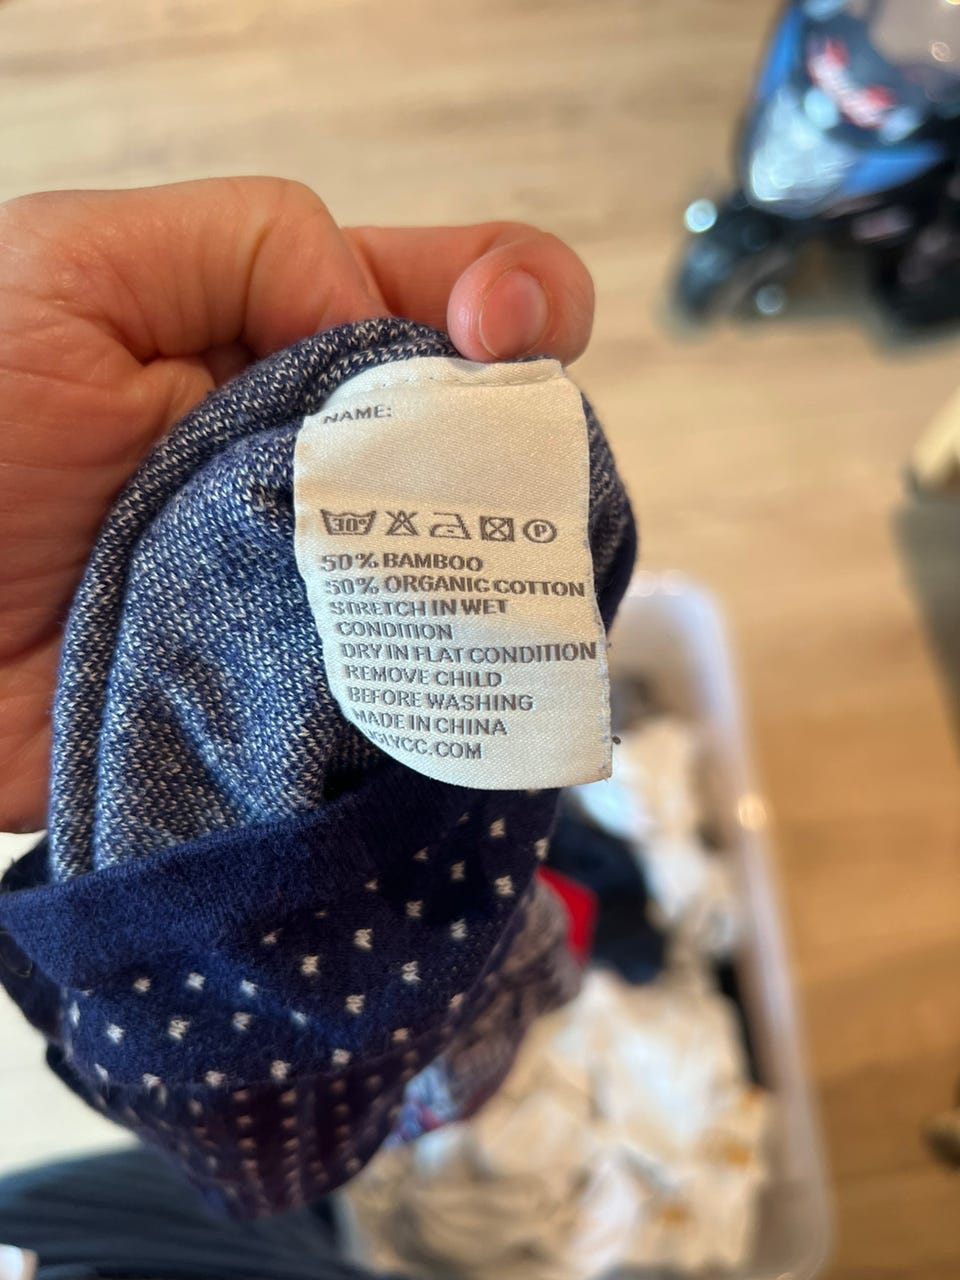 NAME:
30°
P
50% BAMBOO
50% ORGANIC COTTON
STRETCH IN WET
CONDITION
DRY IN FLAT CONDITION
REMOVE CHILD
BEFORE WASHING
MADE IN CHINA